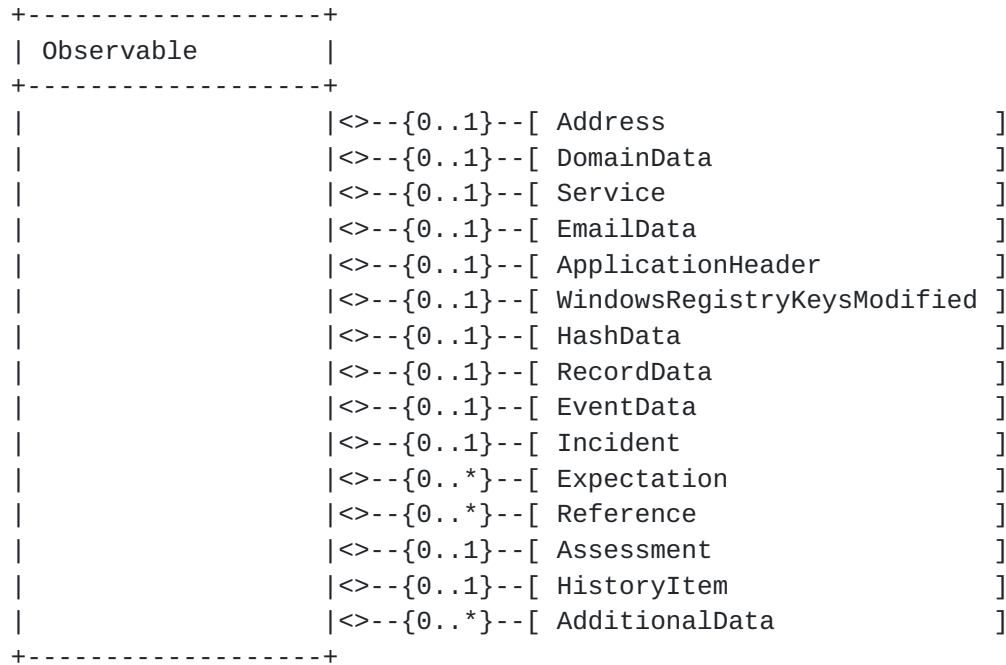 +-------------------+
| Observable        |
+-------------------+
|                   |<>--{0..1}--[ Address                     ]
|                   |<>--{0..1}--[ DomainData                  ]
|                   |<>--{0..1}--[ Service                     ]
|                   |<>--{0..1}--[ EmailData                   ]
|                   |<>--{0..1}--[ ApplicationHeader           ]
|                   |<>--{0..1}--[ WindowsRegistryKeysModified ]
|                   |<>--{0..1}--[ HashData                    ]
|                   |<>--{0..1}--[ RecordData                  ]
|                   |<>--{0..1}--[ EventData                   ]
|                   |<>--{0..1}--[ Incident                    ]
|                   |<>--{0..*}--[ Expectation                 ]
|                   |<>--{0..*}--[ Reference                   ]
|                   |<>--{0..1}--[ Assessment                  ]
|                   |<>--{0..1}--[ HistoryItem                 ]
|                   |<>--{0..*}--[ AdditionalData              ]
+-------------------+